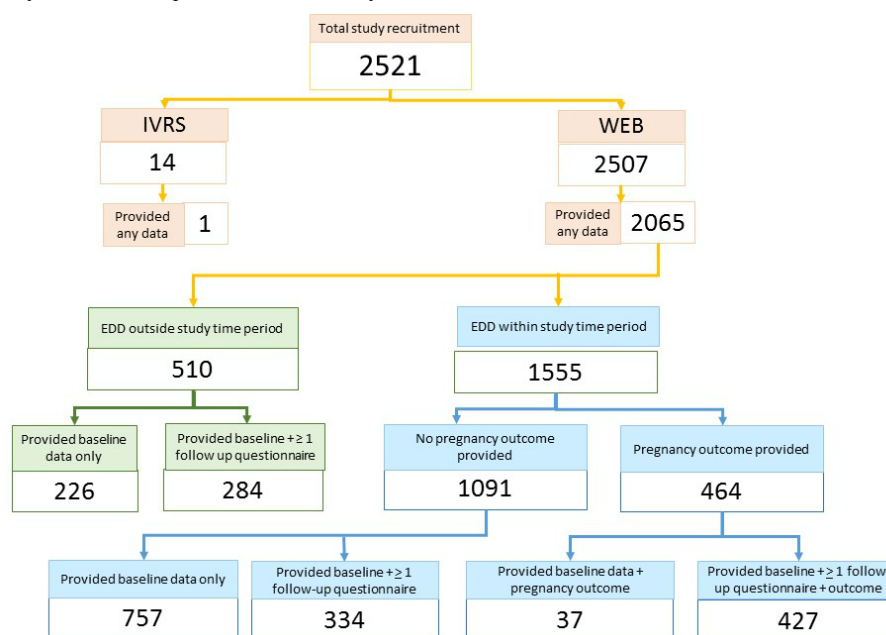 Total study recruitment
2521
IVRS
14
WEB
2507
Provided
any data
1
Provided
any data
2065
EDD outside study time period
510
EDD within study time period
1555
Provided baseline
data only
226
Provided baseline + ≥ 1
follow up questionnaire
284
No pregnancy outcome
provided
1091
Pregnancy outcome provided
464
Provided baseline data only
757
Provided baseline + ≥ 1
follow-up questionnaire
334
Provided baseline data +
pregnancy outcome
37
Provided baseline + ≥ 1 follow
up questionnaire + outcome
427